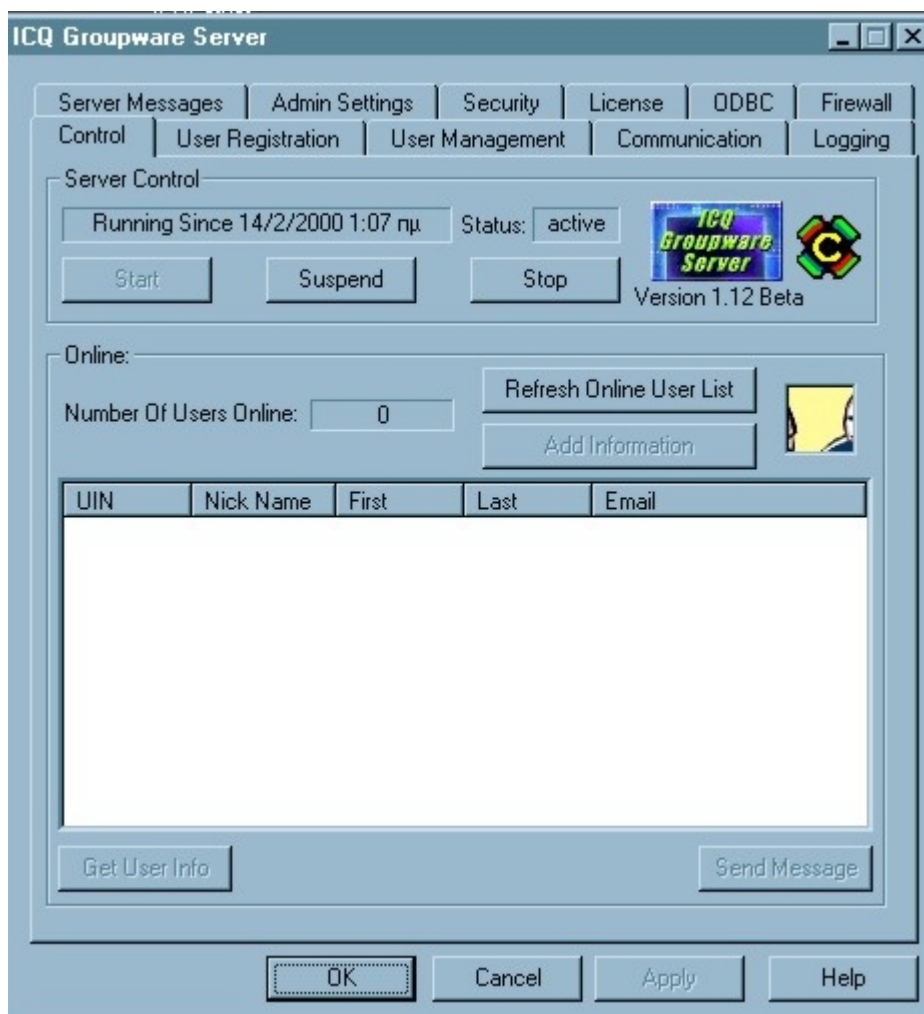 ICQ Groupware Server
Server Messages Admin Settings Security License ODBC Firewall
Control User Registration User Management Communication Logging
Server Control
Running Since 14/2/2000 1:07 πμ Status: active
ICQ Groupware Server
Start Suspend Stop
Version 1.12 Beta
Online:
Refresh Online User List
Number Of Users Online: 0
Add Information
UIN Nick Name First Last Email
Get User Info Send Message
OK Cancel Apply Help